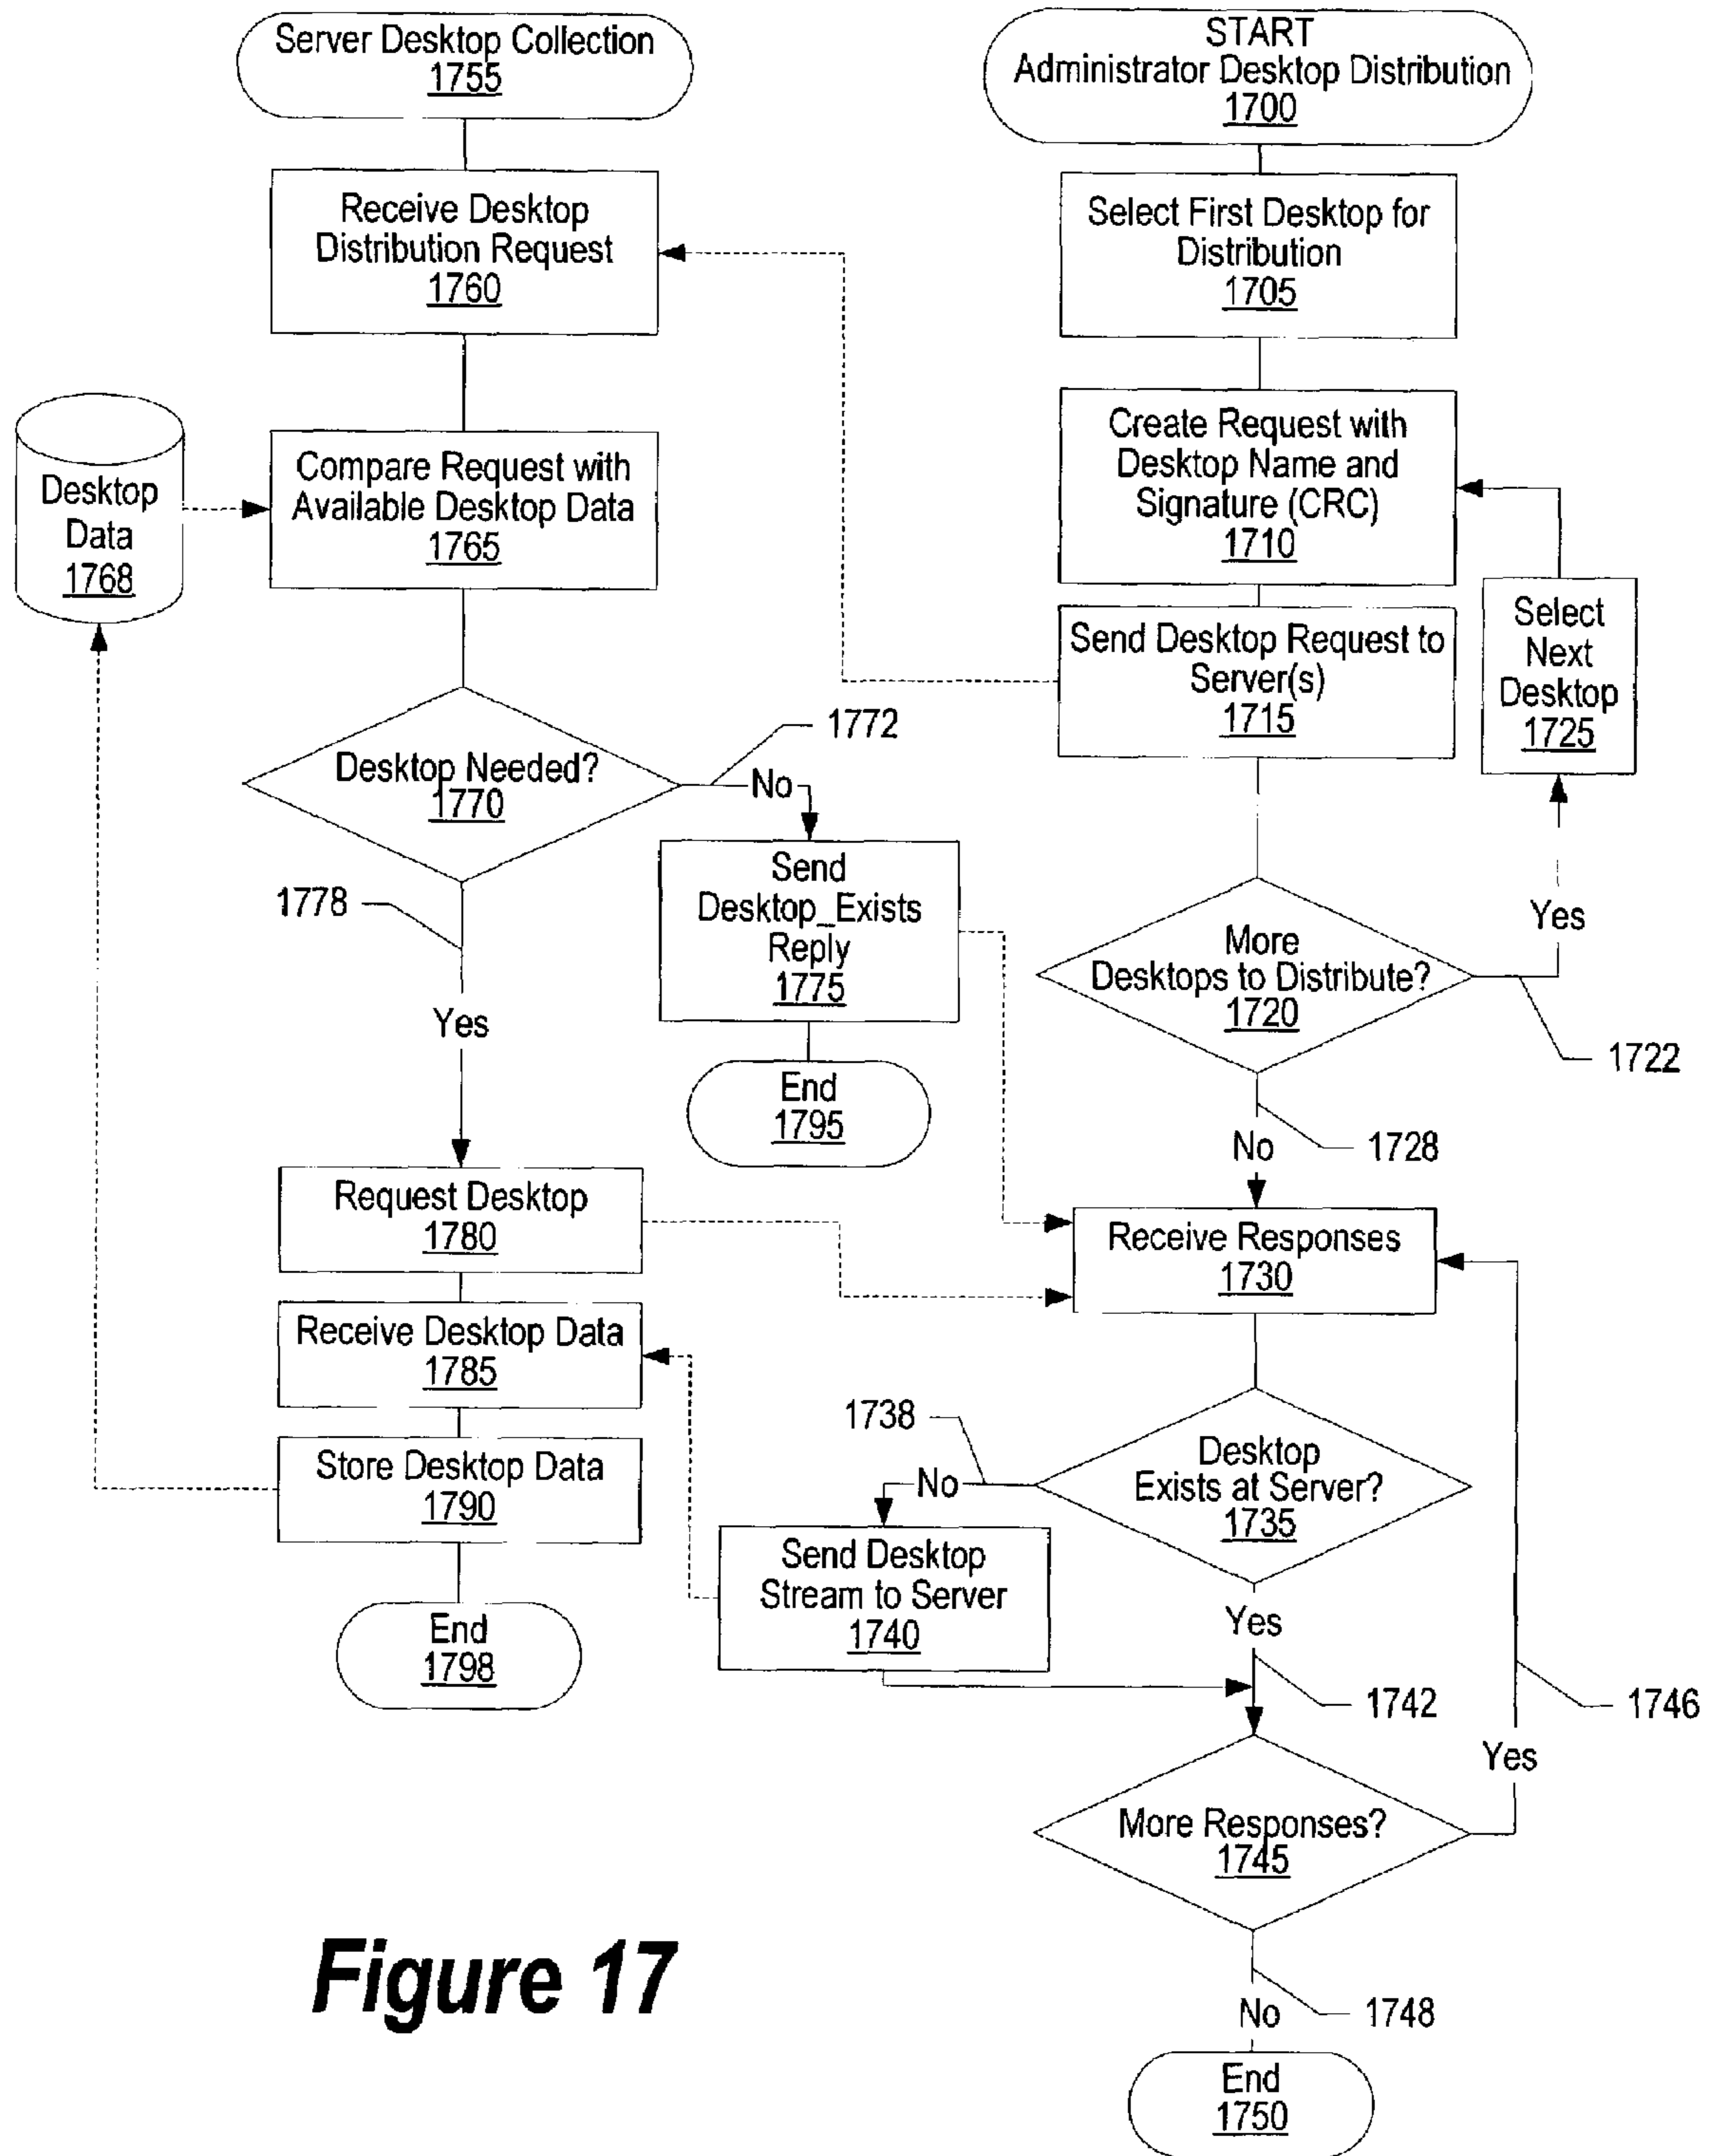 Server Desktop Collection
1755
START
Administrator Desktop Distribution
1700
Receive Desktop
Distribution Request
1760
Select First Desktop for
Distribution
1705
Desktop
Data
1768
Compare Request with
Available Desktop Data
1765
Create Request with
Desktop Name and
Signature (CRC)
1710
Send Desktop Request to
Server(s)
1715
Select
Next
Desktop
1725
Desktop Needed?
1770
1772
No
1778
Yes
Send
Desktop_Exists
Reply
1775
End
1795
More
Desktops to Distribute?
1720
Yes
1722
1728
No
Request Desktop
1780
Receive Responses
1730
Receive Desktop Data
1785
Store Desktop Data
1790
End
1798
1738
No
Desktop
Exists at Server?
1735
Send Desktop
Stream to Server
1740
Yes
1742
1746
Yes
More Responses?
1745
1748
No
End
1750
Figure 17